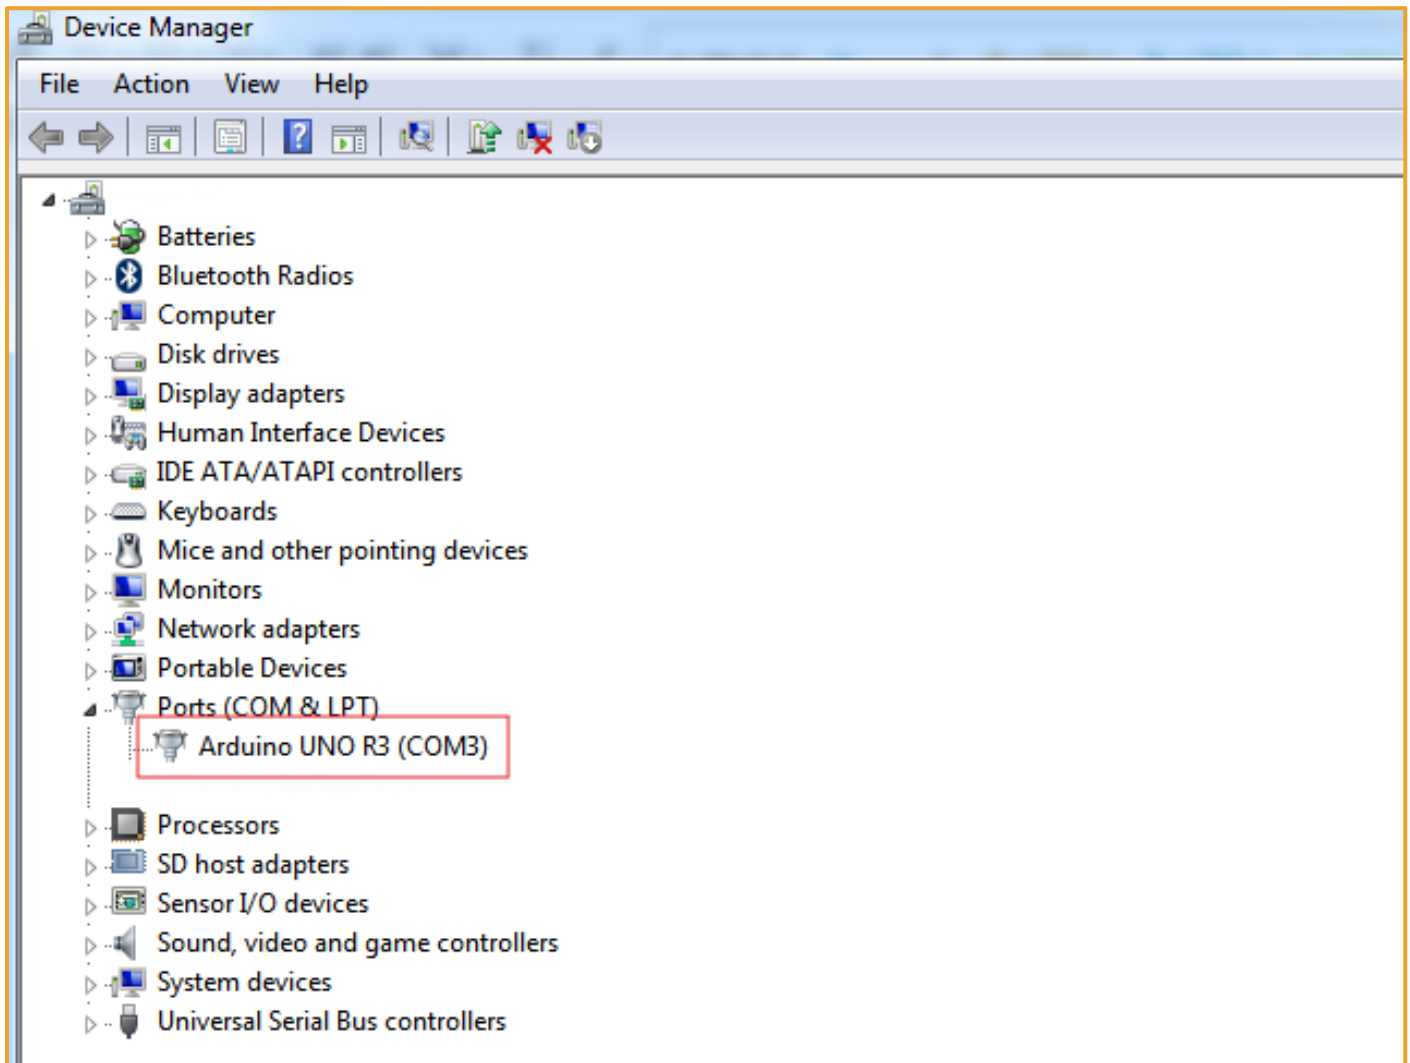 Device Manager
File Action View Help
Batteries
Bluetooth Radios
Computer
Disk drives
Display adapters
Human Interface Devices
IDE ATA/ATAPI controllers
Keyboards
Mice and other pointing devices
Monitors
Network adapters
Portable Devices
Ports (COM & LPT)
Arduino UNO R3 (COM3)
Processors
SD host adapters
Sensor I/O devices
Sound, video and game controllers
System devices
Universal Serial Bus controllers